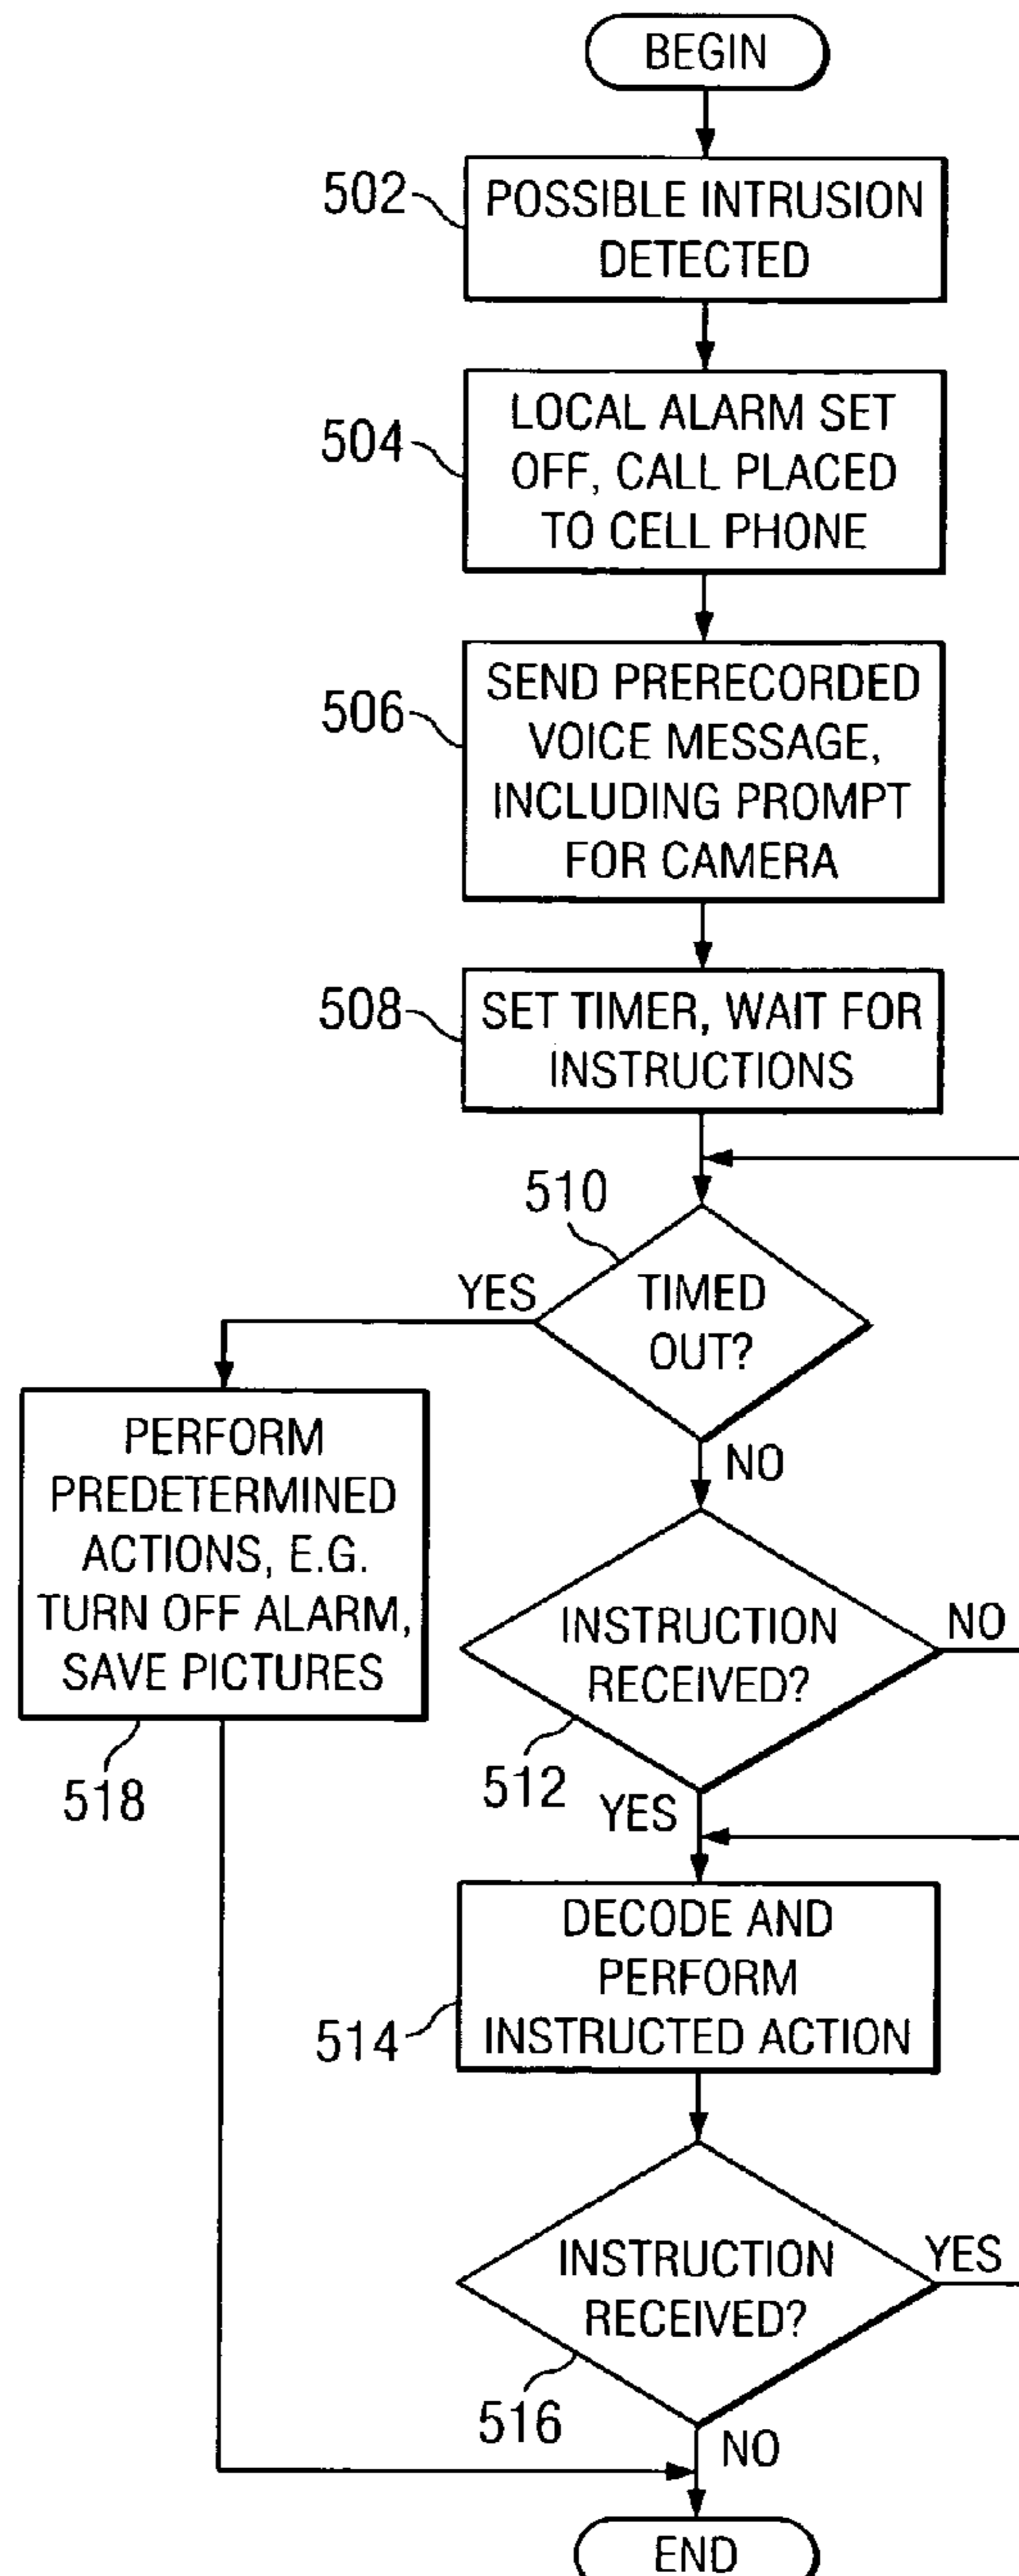 BEGIN
502
POSSIBLE INTRUSION
DETECTED
504
LOCAL ALARM SET
OFF, CALL PLACED
TO CELL PHONE
506
SEND PRERECORDED
VOICE MESSAGE,
INCLUDING PROMPT
FOR CAMERA
508
SET TIMER, WAIT FOR
INSTRUCTIONS
510
TIMED
OUT?
YES
NO
PERFORM
PREDETERMINED
ACTIONS, E.G.
TURN OFF ALARM,
SAVE PICTURES
518
INSTRUCTION
RECEIVED?
NO
512
YES
DECODE AND
PERFORM
INSTRUCTED ACTION
514
INSTRUCTION
RECEIVED?
YES
516
NO
END